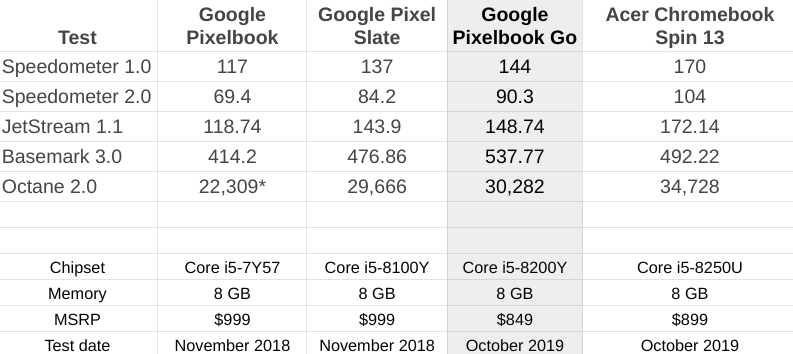 Test Google Pixelbook Google Pixel Slate Google Pixelbook Go Acer Chromebook Spin 13
Speedometer 1.0 117 137 144 170
Speedometer 2.0 69.4 84.2 90.3 104
JetStream 1.1 118.74 143.9 148.74 172.14
Basemark 3.0 414.2 476.86 537.77 492.22
Octane 2.0 22,309* 29,666 30,282 34,728
Chipset Core i5-7Y57 Core i5-8100Y Core i5-8200Y Core i5-8250U
Memory 8 GB 8 GB 8 GB 8 GB
MSRP $999 $999 $849 $899
Test date November 2018 November 2018 October 2019 October 2019